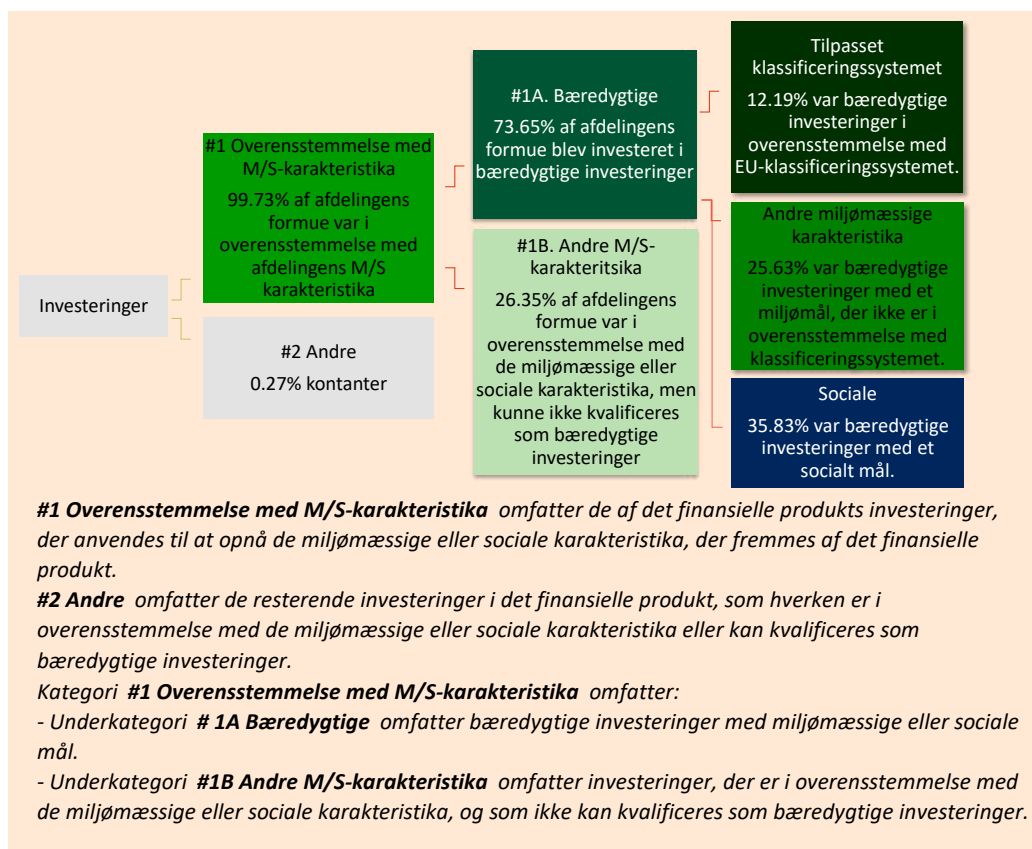 Investeringer
#1 Overensstemmelse med
M/S-karakteristika
99.73% af afdelingens
formue var i
overensstemmelse med
afdelingens M/S
karakteristika
#2 Andre
0.27% kontanter
#1A. Bæredygtige
73.65% af afdelingens
formue blev investeret i
bæredygtige investeringer
#1B. Andre M/S-
karakteritsika
26.35% af afdelingens
formue var i
overensstemmelse med
de miljømæssige eller
sociale karakteristika, men
kunne ikke kvalificeres
som bæredygtige
investeringer
Tilpasset
klassificeringssystemet
12.19% var bæredygtige
investeringer i
overensstemmelse med
EU-klassificeringssystemet.
Andre miljømæssige
karakteristika
25.63% var bæredygtige
investeringer med et
miljømål, der ikke er i
overensstemmelse med
klassificeringssystemet.
Sociale
35.83% var bæredygtige
investeringer med et
socialt mål.
#1 Overensstemmelse med M/S-karakteristika omfatter de af det finansielle produkts investeringer,
der anvendes til at opnå de miljømæssige eller sociale karakteristika, der fremmes af det finansielle
produkt.
#2 Andre omfatter de resterende investeringer i det finansielle produkt, som hverken er i
overensstemmelse med de miljømæssige eller sociale karakteristika eller kan kvalificeres som
bæredygtige investeringer.
Kategori #1 Overensstemmelse med M/S-karakteristika omfatter:
- Underkategori # 1A Bæredygtige omfatter bæredygtige investeringer med miljømæssige eller sociale
mål.
- Underkategori #1B Andre M/S-karakteristika omfatter investeringer, der er i overensstemmelse med
de miljømæssige eller sociale karakteristika, og som ikke kan kvalificeres som bæredygtige investeringer.